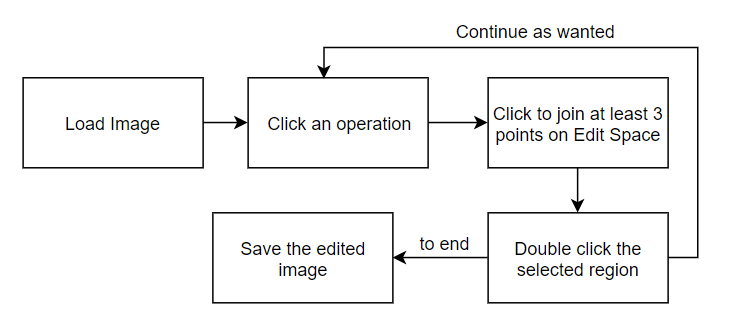 Continue as wanted
Load Image
Click an operation
Click to join at least 3
points on Edit Space
Save the edited
image
to end
Double click the
selected region